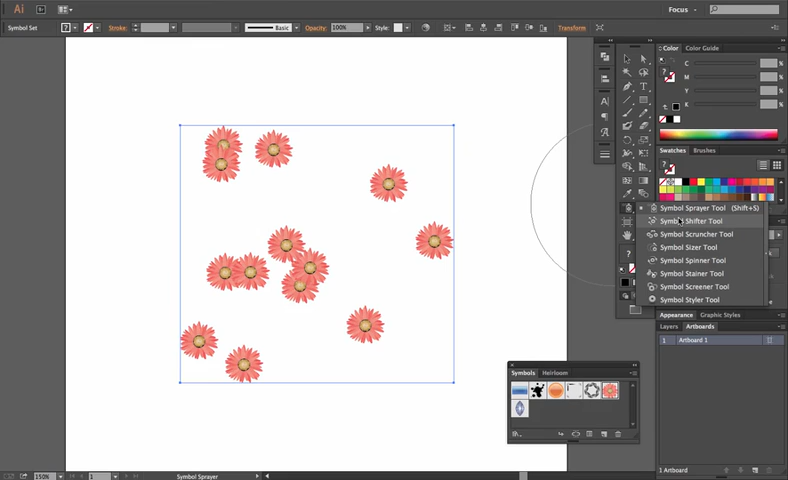 Ai Br Focus
Symbol Set ? Stroke: Basic Opacity: 100% Style: Transform
Color Color Guide
C %
M %
Y %
K %
Swatches Brushes
Symbol Sprayer Tool (Shift+S)
Symbol Shifter Tool
Symbol Scruncher Tool
Symbol Sizer Tool
Symbol Spinner Tool
Symbol Stainer Tool
Symbol Screener Tool
Symbol Styler Tool
Appearance Graphic Styles
Layers Artboards
1 Artboard 1
Symbols Heirloom
1 Artboard
150% 1 Symbol Sprayer